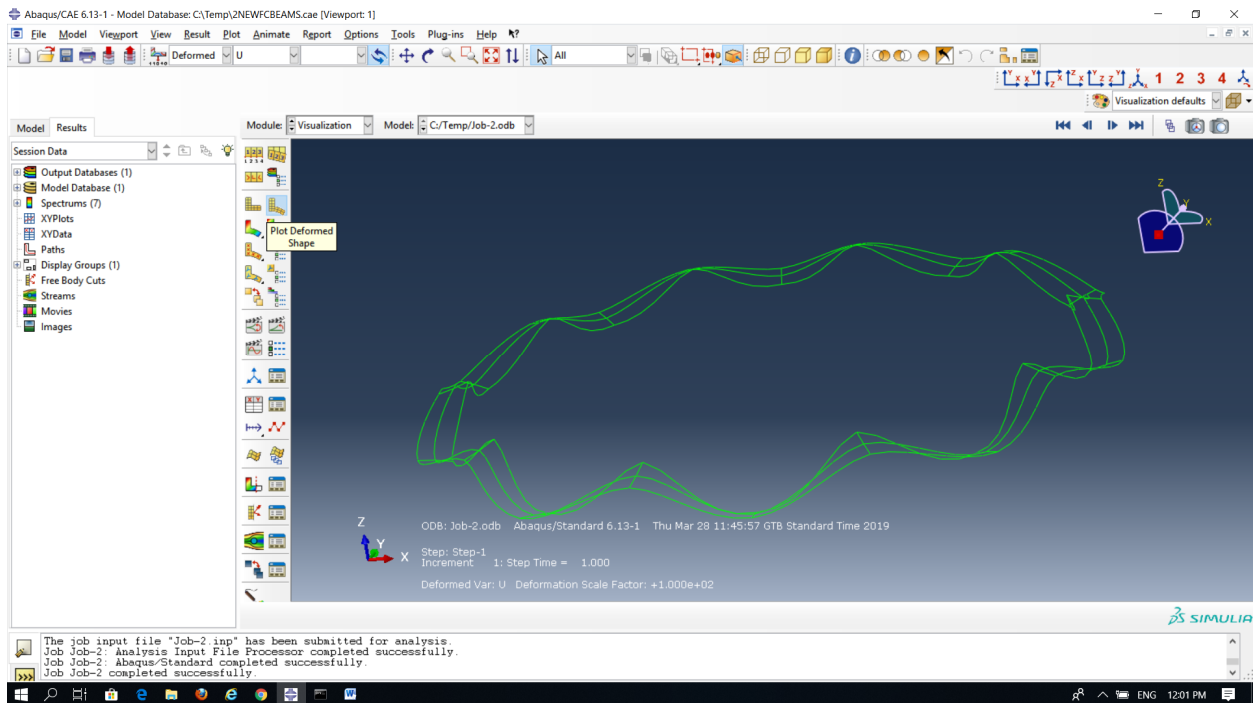 Abaqus/CAE 6.13-1 - Model Database: C:\Temp\2NEWFCBEAMS.cae [Viewport: 1]
File Model Viewport View Result Plot Animate Report Options Tools Plug-ins Help
Deformed U All
1 2 3 4
Visualization defaults
Model Results
Module: Visualization Model: C:/Temp/Job-2.odb
Session Data
Output Databases (1)
Model Database (1)
Spectrums (7)
XYPlots
XYData
Paths
Display Groups (1)
Free Body Cuts
Streams
Movies
Images
Plot Deformed
Shape
Z
Y
X
Z
Y
X
ODB: Job-2.odb Abaqus/Standard 6.13-1 Thu Mar 28 11:45:57 GTB Standard Time 2019
Step: Step-1
Increment 1: Step Time = 1.000
Deformed Var: U Deformation Scale Factor: +1.000e+02
SIMULIA
The job input file "Job-2.inp" has been submitted for analysis.
Job Job-2: Analysis Input File Processor completed successfully.
Job Job-2: Abaqus/Standard completed successfully.
Job Job-2 completed successfully.
ENG 12:01 PM